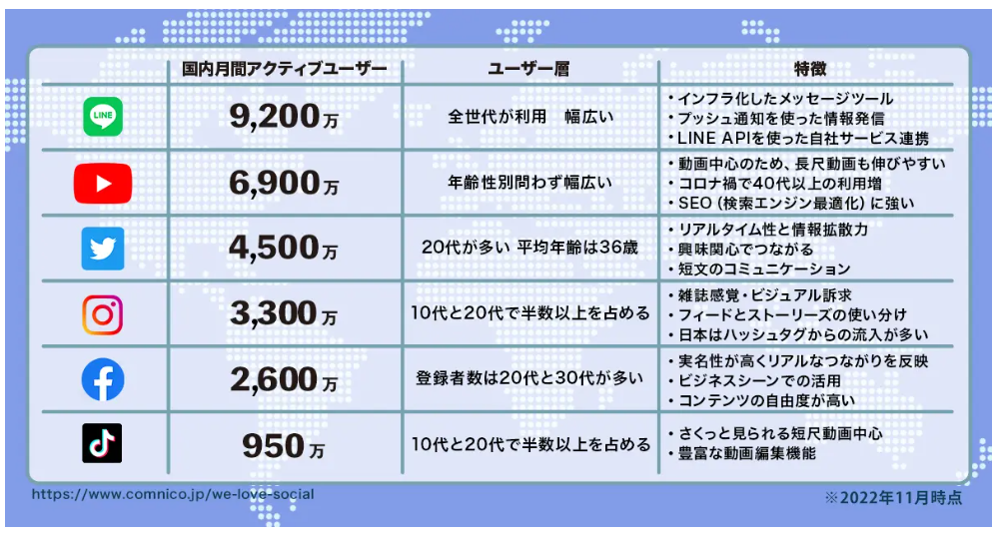 国内月間アクティブユーザー ユーザー層 特徴
LINE
9,200万
全世代が利用 幅広い
・インフラ化したメッセージツール
・プッシュ通知を使った情報発信
・LINE APIを使った自社サービス連携
6,900万
年齢性別問わず幅広い
・動画中心のため、長尺動画も伸びやすい
・コロナ禍で40代以上の利用増
・SEO（検索エンジン最適化）に強い
4,500万
20代が多い 平均年齢は36歳
・リアルタイム性と情報拡散力
・興味関心でつながる
・短文のコミュニケーション
3,300万
10代と20代で半数以上を占める
・雑誌感覚・ビジュアル訴求
・フィードとストーリーズの使い分け
・日本はハッシュタグからの流入が多い
2,600万
登録者数は20代と30代が多い
・実名性が高くリアルなつながりを反映
・ビジネスシーンでの活用
・コンテンツの自由度が高い
950万
10代と20代で半数以上を占める
・さくっと見られる短尺動画中心
・豊富な動画編集機能
https://www.comnico.jp/we-love-social
※2022年11月時点